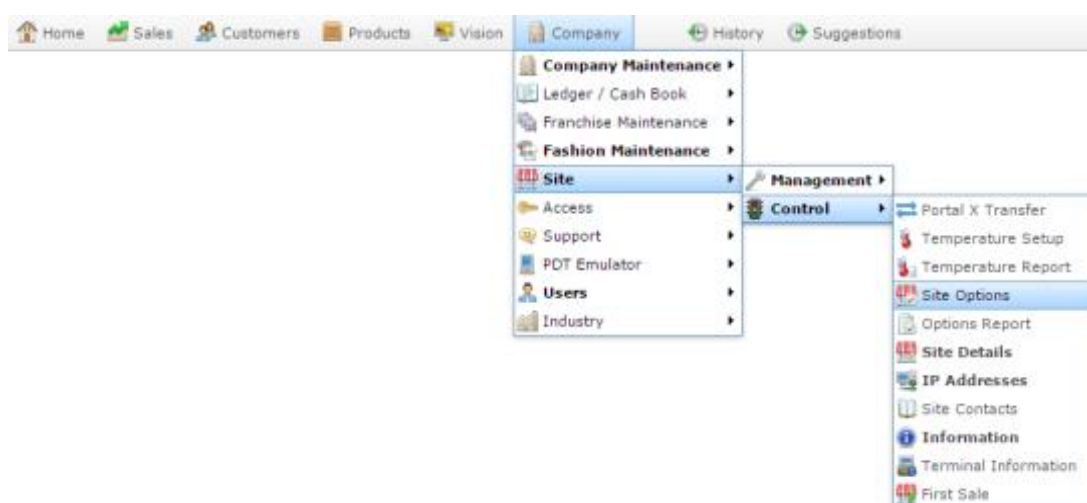 Home Sales Customers Products Vision Company History Suggestions
Company Maintenance
Ledger / Cash Book
Franchise Maintenance
Fashion Maintenance
Site
Access
Support
PDT Emulator
Users
Industry
Management
Control
Portal X Transfer
Temperature Setup
Temperature Report
Site Options
Options Report
Site Details
IP Addresses
Site Contacts
Information
Terminal Information
First Sale